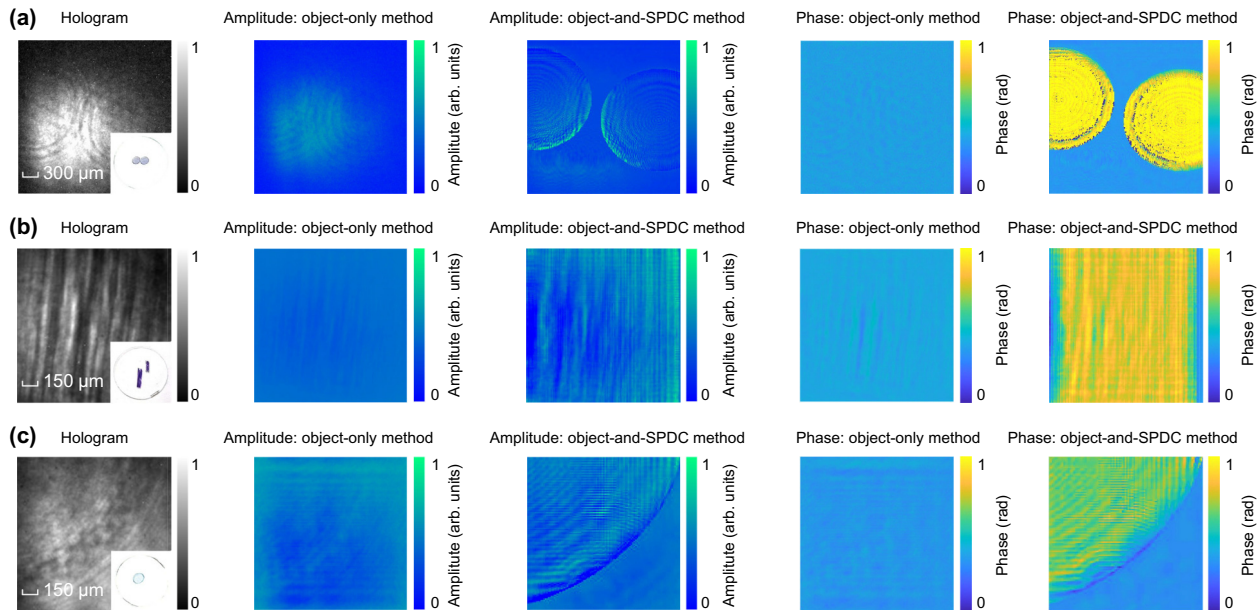 (a) Hologram Amplitude: object-only method Amplitude: object-and-SPDC method Phase: object-only method Phase: object-and-SPDC method
1 1 1 1 1
Amplitute (arb. units) Amplitute (arb. units) Phase (rad) Phase (rad)
300 µm
0 0 0 0 0
(b) Hologram Amplitude: object-only method Amplitude: object-and-SPDC method Phase: object-only method Phase: object-and-SPDC method
1 1 1 1 1
Amplitute (arb. units) Amplitute (arb. units) Phase (rad) Phase (rad)
150 µm
0 0 0 0 0
(c) Hologram Amplitude: object-only method Amplitude: object-and-SPDC method Phase: object-only method Phase: object-and-SPDC method
1 1 1 1 1
Amplitute (arb. units) Amplitute (arb. units) Phase (rad) Phase (rad)
150 µm
0 0 0 0 0